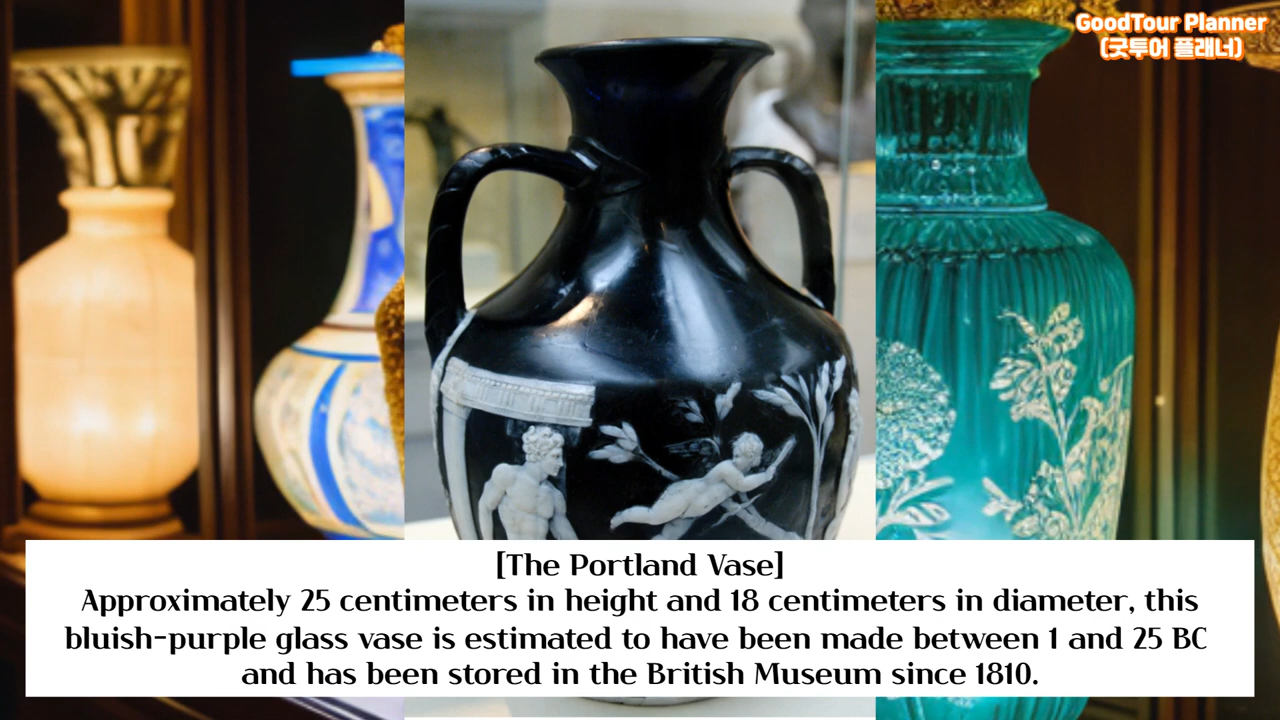 GoodTour Planner
(굿투어 플래너)
[The Portland Vase]
Approximately 25 centimeters in height and 18 centimeters in diameter, this
bluish-purple glass vase is estimated to have been made between 1 and 25 BC
and has been stored in the British Museum since 1810.